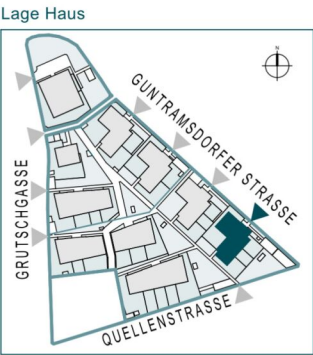 Lage Haus
N
GUNTRAMSDORFER STRASSE
GRUTSCHGASSE
QUELLENSTRASSE